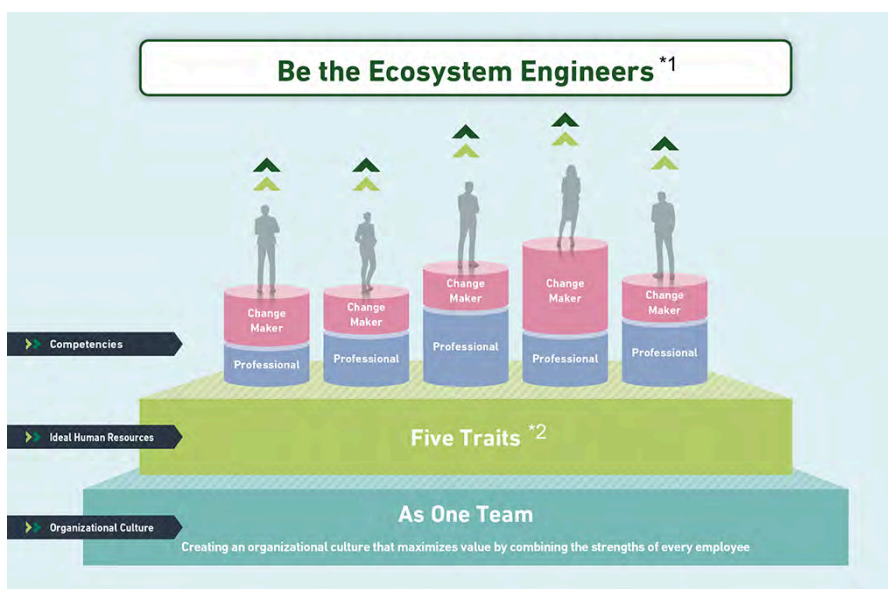 Be the Ecosystem Engineers *1
Change
Maker
Professional
Change
Maker
Professional
Change
Maker
Professional
Change
Maker
Professional
Change
Maker
Professional
Competencies
Ideal Human Resources
Five Traits *2
Organizational Culture
As One Team
Creating an organizational culture that maximizes value by combining the strengths of every employee